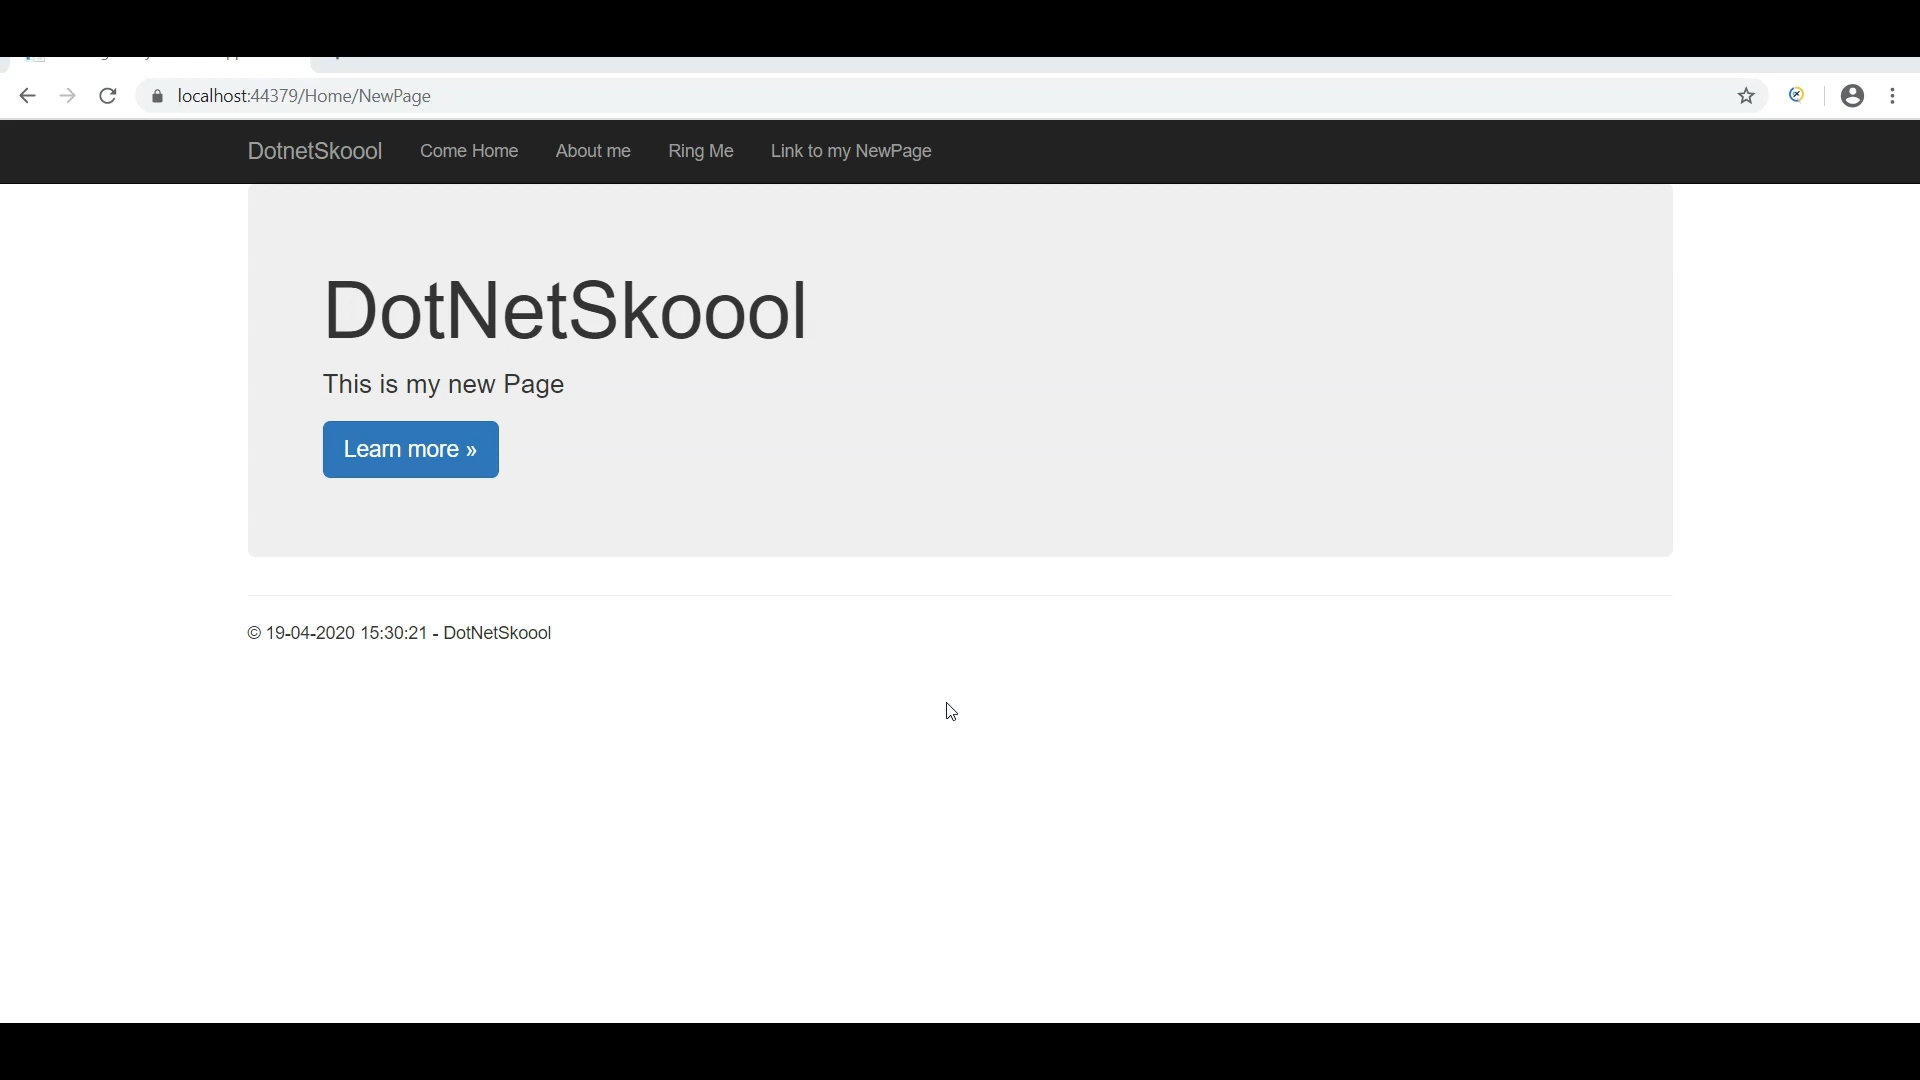 localhost:44379/Home/NewPage
DotnetSkoool Come Home About me Ring Me Link to my NewPage
DotNetSkoool
This is my new Page
Learn more »
© 19-04-2020 15:30:21 - DotNetSkoool